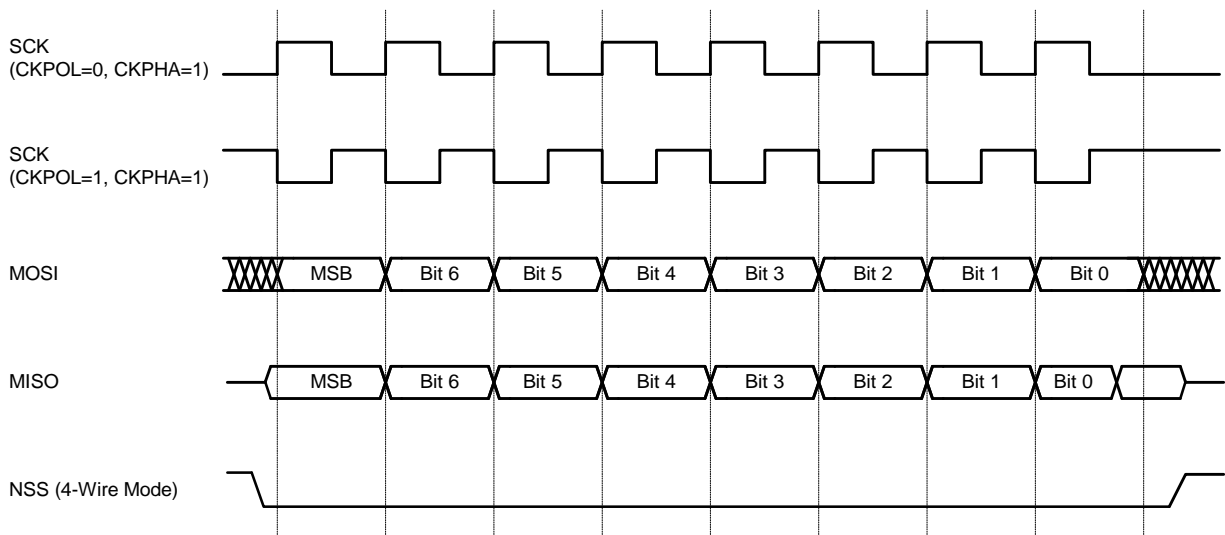 SCK
(CKPOL=0, CKPHA=1)
SCK
(CKPOL=1, CKPHA=1)
MOSI
MSB
Bit 6
Bit 5
Bit 4
Bit 3
Bit 2
Bit 1
Bit 0
MISO
MSB
Bit 6
Bit 5
Bit 4
Bit 3
Bit 2
Bit 1
Bit 0
NSS (4-Wire Mode)